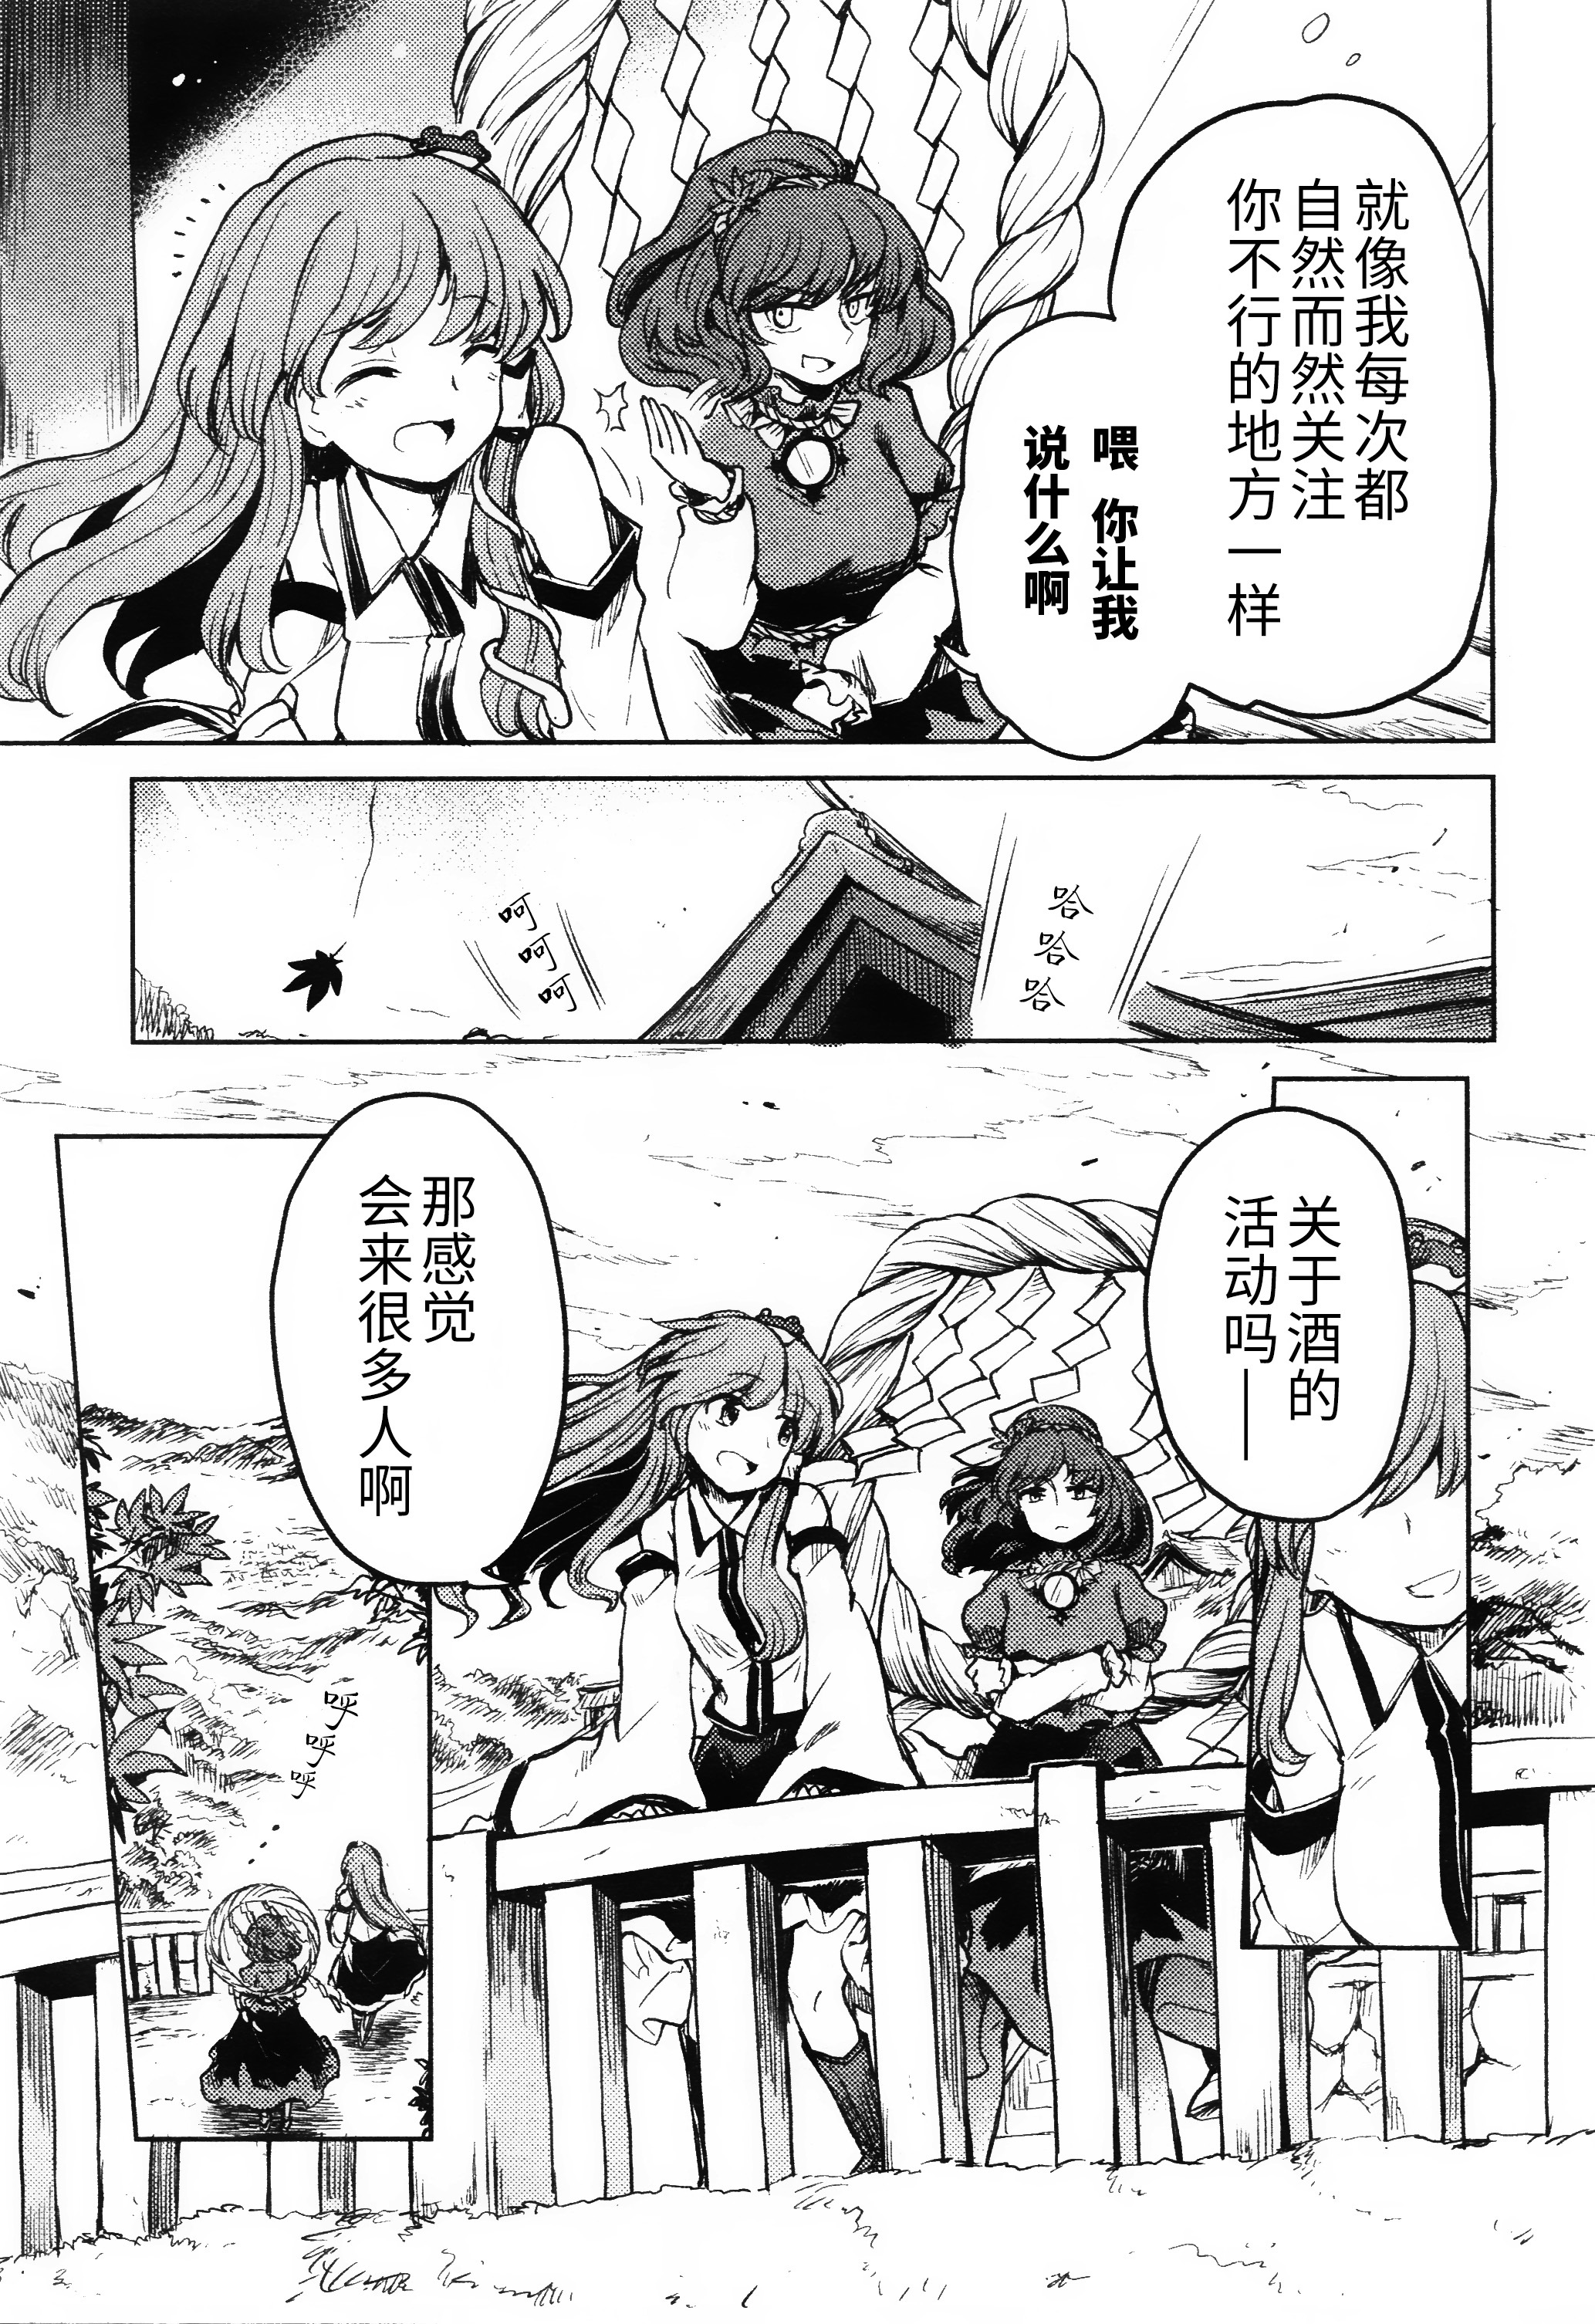 就像我每次都
自然而然关注
你不行的地方一样
喂 你让我
说什么啊
哈哈哈
呵呵呵
关于酒的
活动吗——
那感觉
会来很多人啊
呼呼呼